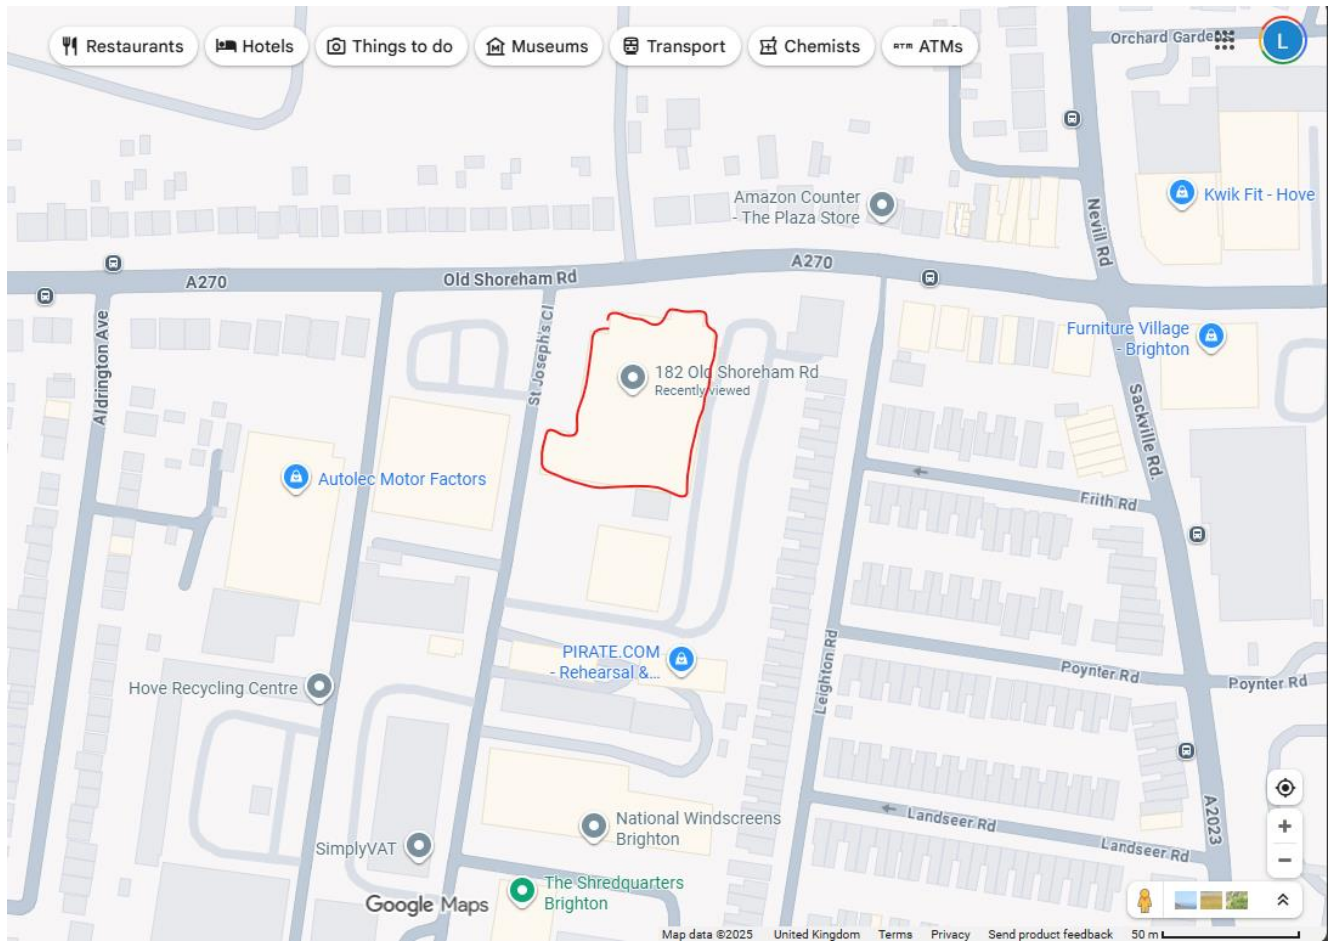 Restaurants
Hotels
Things to do
Museums
Transport
Chemists
ATM
ATMs
Orchard Gardens
L
Kwik Fit - Hove
Amazon Counter
- The Plaza Store
Nevill Rd
A270
A270
Old Shoreham Rd
Furniture Village
- Brighton
Aldrington Ave
St Joseph's Cl
182 Old Shoreham Rd
Recently viewed
Sackville Rd.
Autolec Motor Factors
Frith Rd
PIRATE.COM
- Rehearsal &...
Leighton Rd
Poynter Rd
Poynter Rd
Hove Recycling Centre
National Windscreens
Brighton
Landseer Rd
Landseer Rd
A2023
SimplyVAT
The Shredquarters
Brighton
Google Maps
Map data ©2025 United Kingdom Terms Privacy Send product feedback 50 m